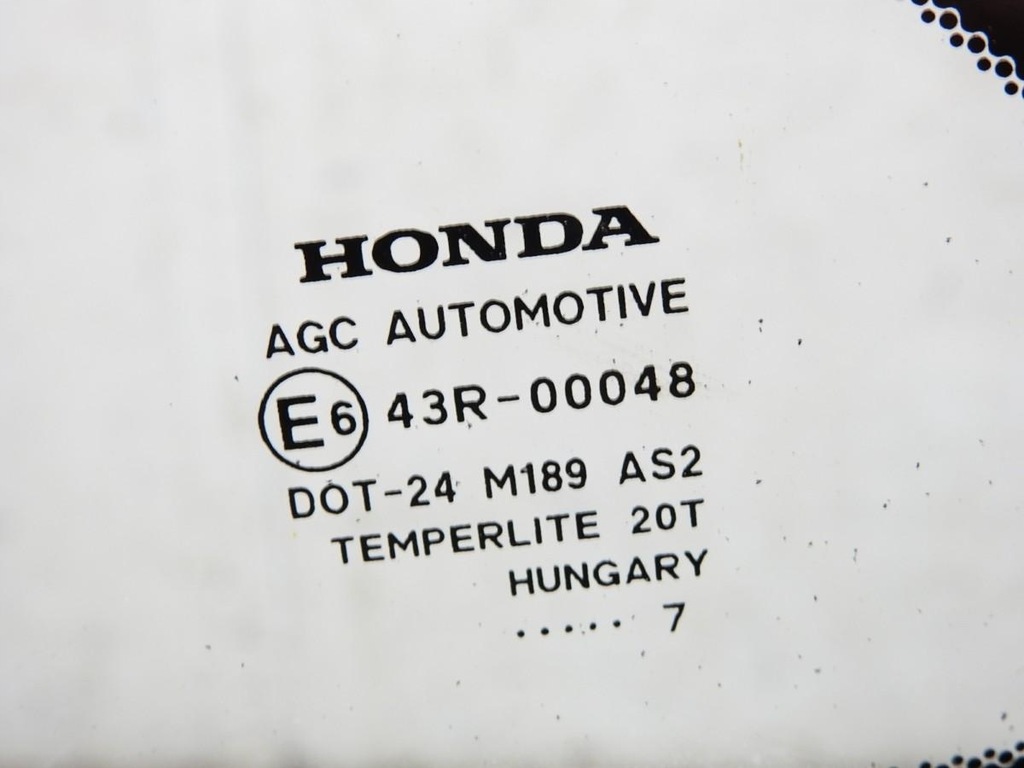 HONDA
AGC AUTOMOTIVE
E6 43R-00048
DOT-24 M189 AS2
TEMPERLITE 20T
HUNGARY
..... 7